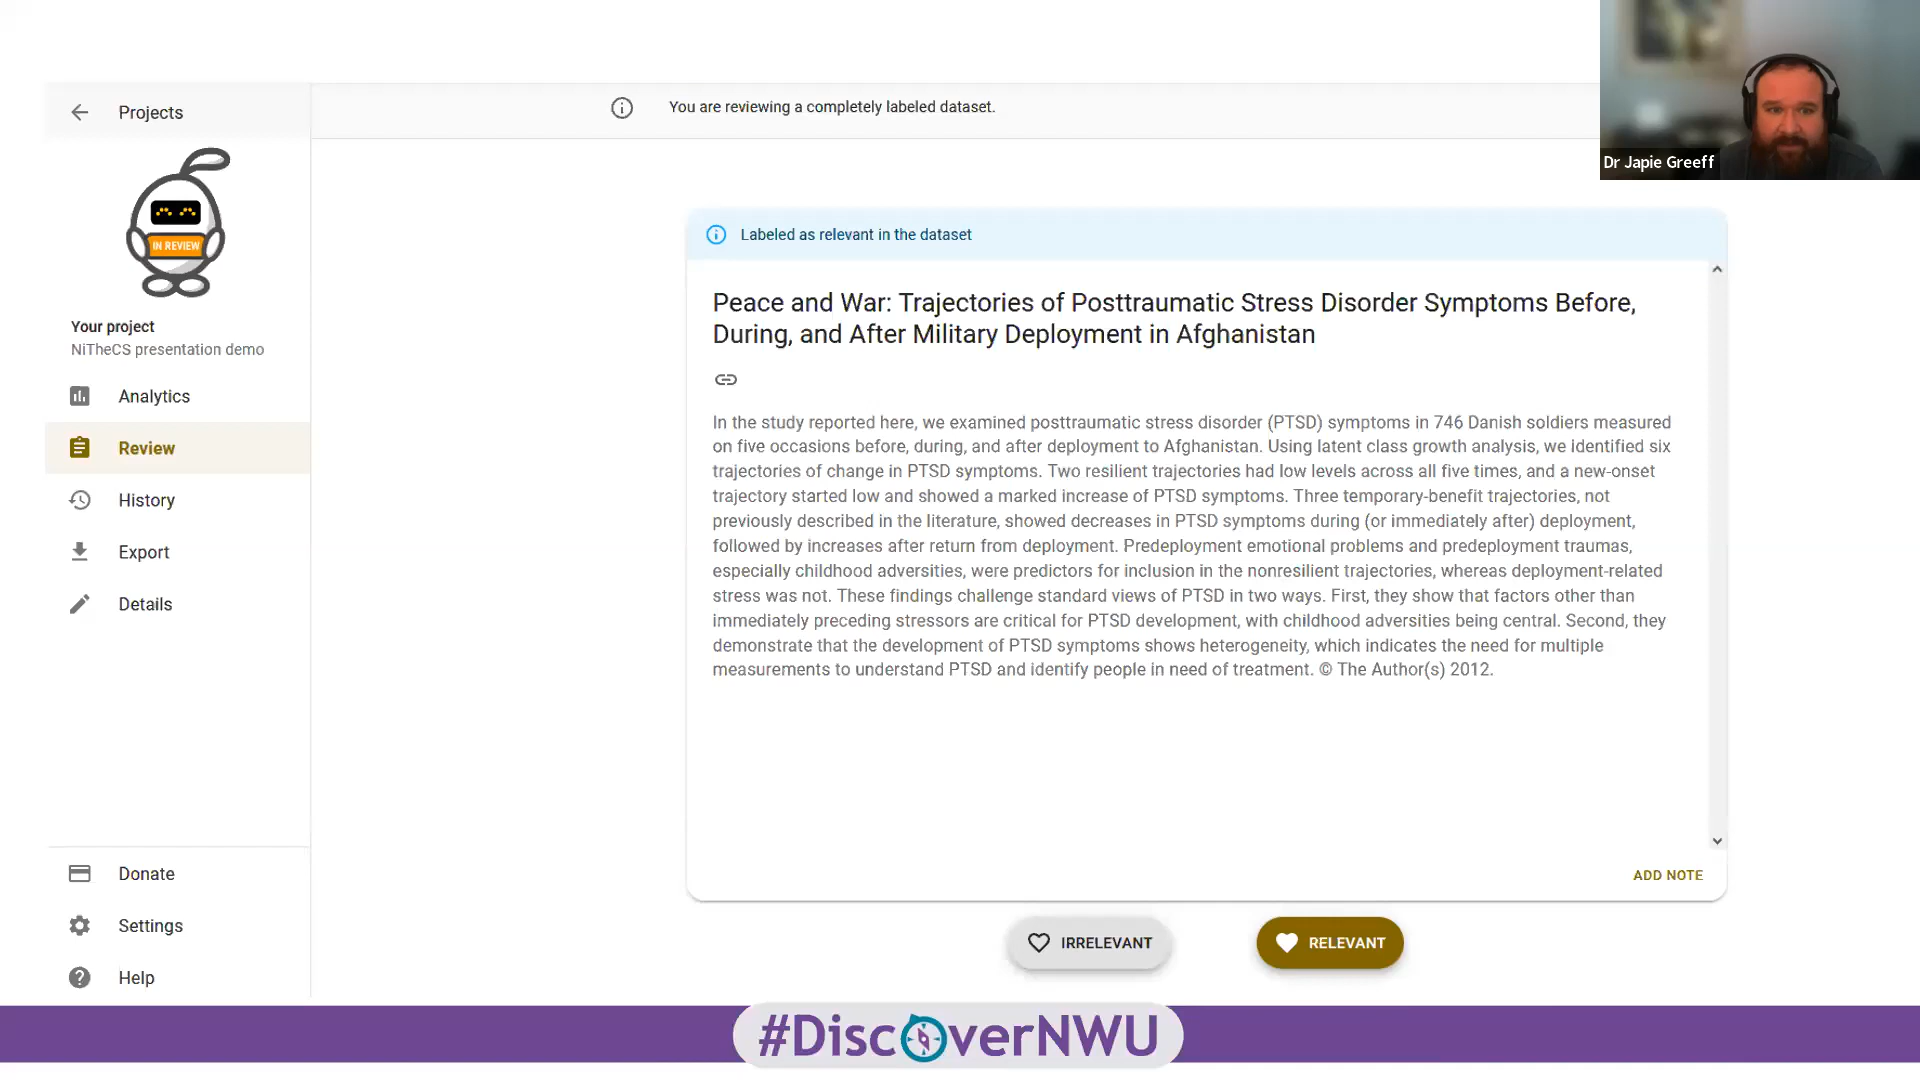 Projects
You are reviewing a completely labeled dataset.
Dr Japie Greeff
IN REVIEW
Your project
NiTheCS presentation demo
Analytics
Review
History
Export
Details
Donate
Settings
Help
Labeled as relevant in the dataset
Peace and War: Trajectories of Posttraumatic Stress Disorder Symptoms Before,
During, and After Military Deployment in Afghanistan
In the study reported here, we examined posttraumatic stress disorder (PTSD) symptoms in 746 Danish soldiers measured
on five occasions before, during, and after deployment to Afghanistan. Using latent class growth analysis, we identified six
trajectories of change in PTSD symptoms. Two resilient trajectories had low levels across all five times, and a new-onset
trajectory started low and showed a marked increase of PTSD symptoms. Three temporary-benefit trajectories, not
previously described in the literature, showed decreases in PTSD symptoms during (or immediately after) deployment,
followed by increases after return from deployment. Predeployment emotional problems and predeployment traumas,
especially childhood adversities, were predictors for inclusion in the nonresilient trajectories, whereas deployment-related
stress was not. These findings challenge standard views of PTSD in two ways. First, they show that factors other than
immediately preceding stressors are critical for PTSD development, with childhood adversities being central. Second, they
demonstrate that the development of PTSD symptoms shows heterogeneity, which indicates the need for multiple
measurements to understand PTSD and identify people in need of treatment. © The Author(s) 2012.
ADD NOTE
IRRELEVANT
RELEVANT
#DiscoverNWU